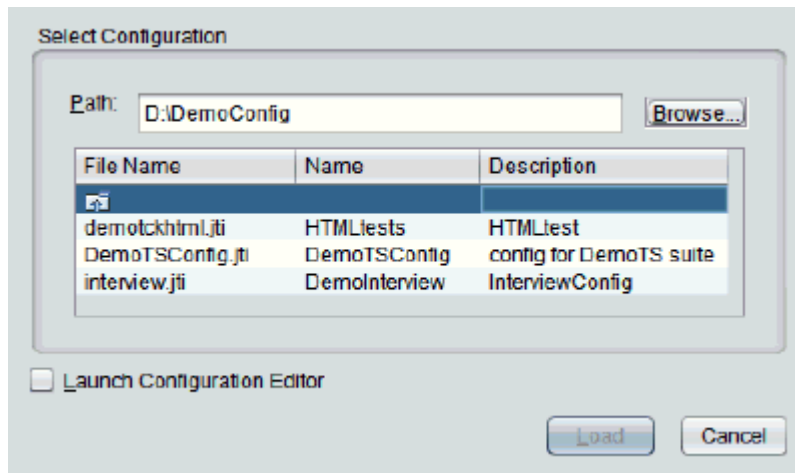 Select Configuration
Path: D:\DemoConfig Browse...
File Name Name Description
demotckhtml.jti HTMLtests HTMLtest
DemoTSConfig.jti DemoTSConfig config for DemoTS suite
interview.jti DemoInterview InterviewConfig
Launch Configuration Editor
Load Cancel